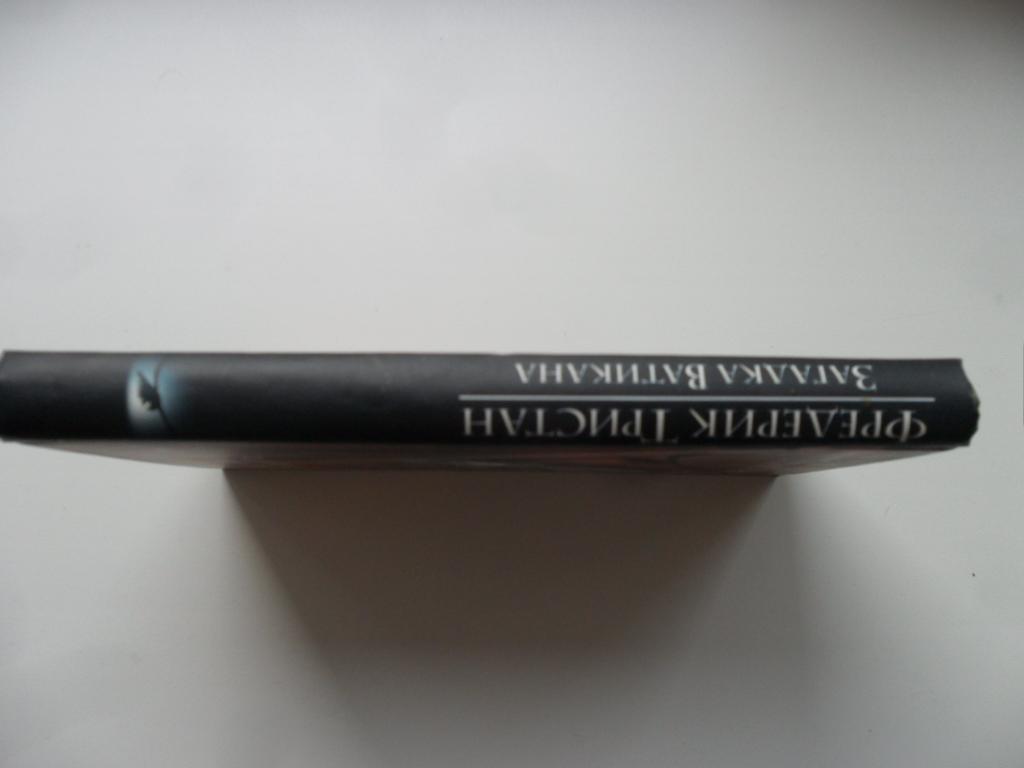 Фредерик Тристан
Загадка Ватикана